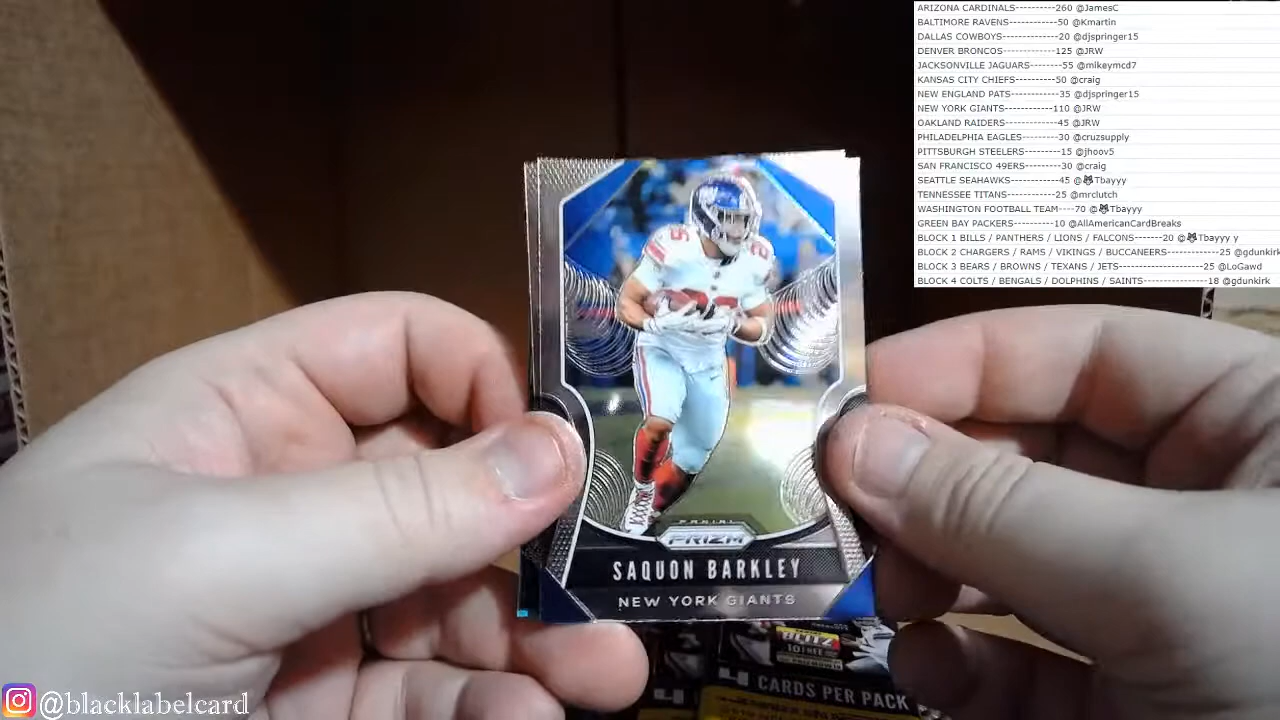 ARIZONA CARDINALS----------260 @JamesC
BALTIMORE RAVENS------------50 @Kmartin
DALLAS COWBOYS--------------20 @djspringer15
DENVER BRONCOS-------------125 @JRW
JACKSONVILLE JAGUARS--------55 @mikeymcd7
KANSAS CITY CHIEFS----------50 @craig
NEW ENGLAND PATS------------35 @djspringer15
NEW YORK GIANTS------------110 @JRW
OAKLAND RAIDERS-------------45 @JRW
PHILADELPHIA EAGLES---------30 @cruzsupply
PITTSBURGH STEELERS---------15 @jhoov5
SAN FRANCISCO 49ERS---------30 @craig
SEATTLE SEAHAWKS------------45 @🐱Tbayyy
TENNESSEE TITANS------------25 @mrclutch
WASHINGTON FOOTBALL TEAM----70 @🐱Tbayyy
GREEN BAY PACKERS----------10 @AllAmericanCardBreaks
BLOCK 1 BILLS / PANTHERS / LIONS / FALCONS-------20 @🐱Tbayyy y
BLOCK 2 CHARGERS / RAMS / VIKINGS / BUCCANEERS-------------25 @gdunkirk
BLOCK 3 BEARS / BROWNS / TEXANS / JETS--------------------25 @LoGawd
BLOCK 4 COLTS / BENGALS / DOLPHINS / SAINTS---------------18 @gdunkirk
25
PANINI
PRIZM
SAQUON BARKLEY
NEW YORK GIANTS
BLITZ
4 CARDS PER PACK
@blacklabelcard